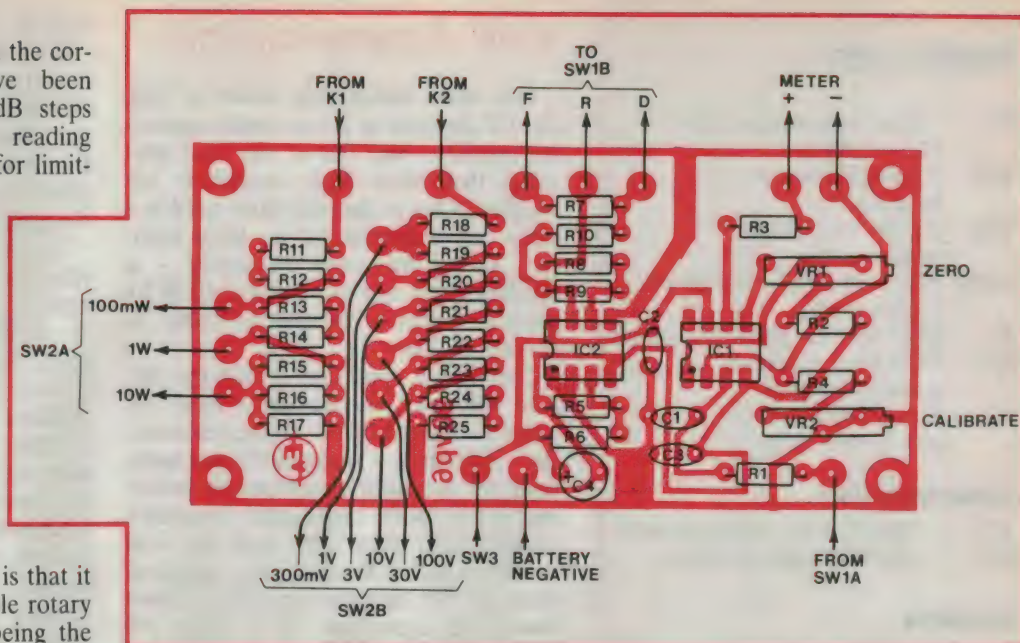 the cor-
ve been
dB steps
reading
for limit-
is that it
le rotary
being the
FROM
K1
FROM
K2
TO
SW1B
F R D
METER
+ −
R18
R7
R3
R10
R11
R19
R12
R20
R8
VR1
ZERO
100mW
R13
R21
R9
C2
R2
SW2A
R14
R22
IC2
IC1
1W
R15
R23
R4
10W
R16
R24
R5
C1
R17
R25
R6
VR2
CALIBRATE
C3
+
C4
R1
300mV
1V
3V
10V
30V
100V
SW2B
SW3
BATTERY
NEGATIVE
FROM
SW1A